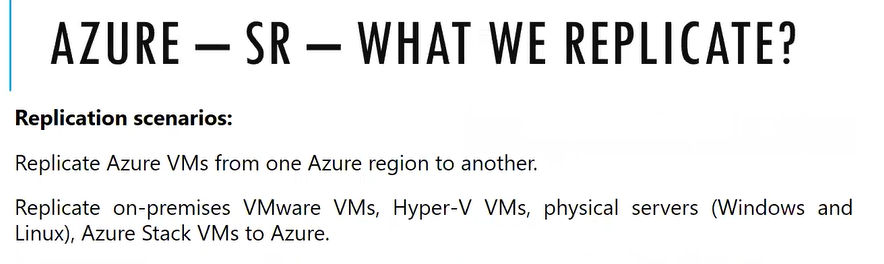 AZURE — SR — WHAT WE REPLICATE?
Replication scenarios:
Replicate Azure VMs from one Azure region to another.
Replicate on-premises VMware VMs, Hyper-V VMs, physical servers (Windows and
Linux), Azure Stack VMs to Azure.